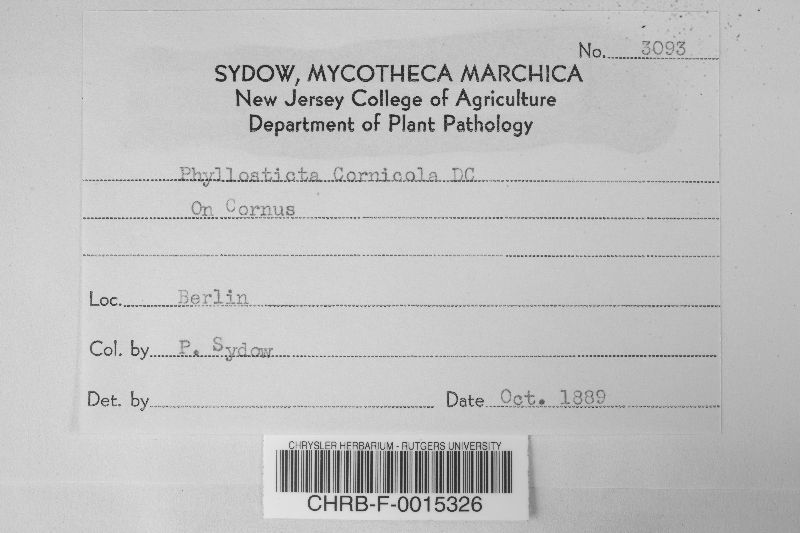 No. 3093
SYDOW, MYCOTHECA MARCHICA
New Jersey College of Agriculture
Department of Plant Pathology
Phyllosticta Cornicola DC
On Cornus
Loc. Berlin
Col. by P. Sydow
Det. by
Date Oct. 1889
CHRYSLER HERBARIUM - RUTGERS UNIVERSITY
CHRB-F-0015326